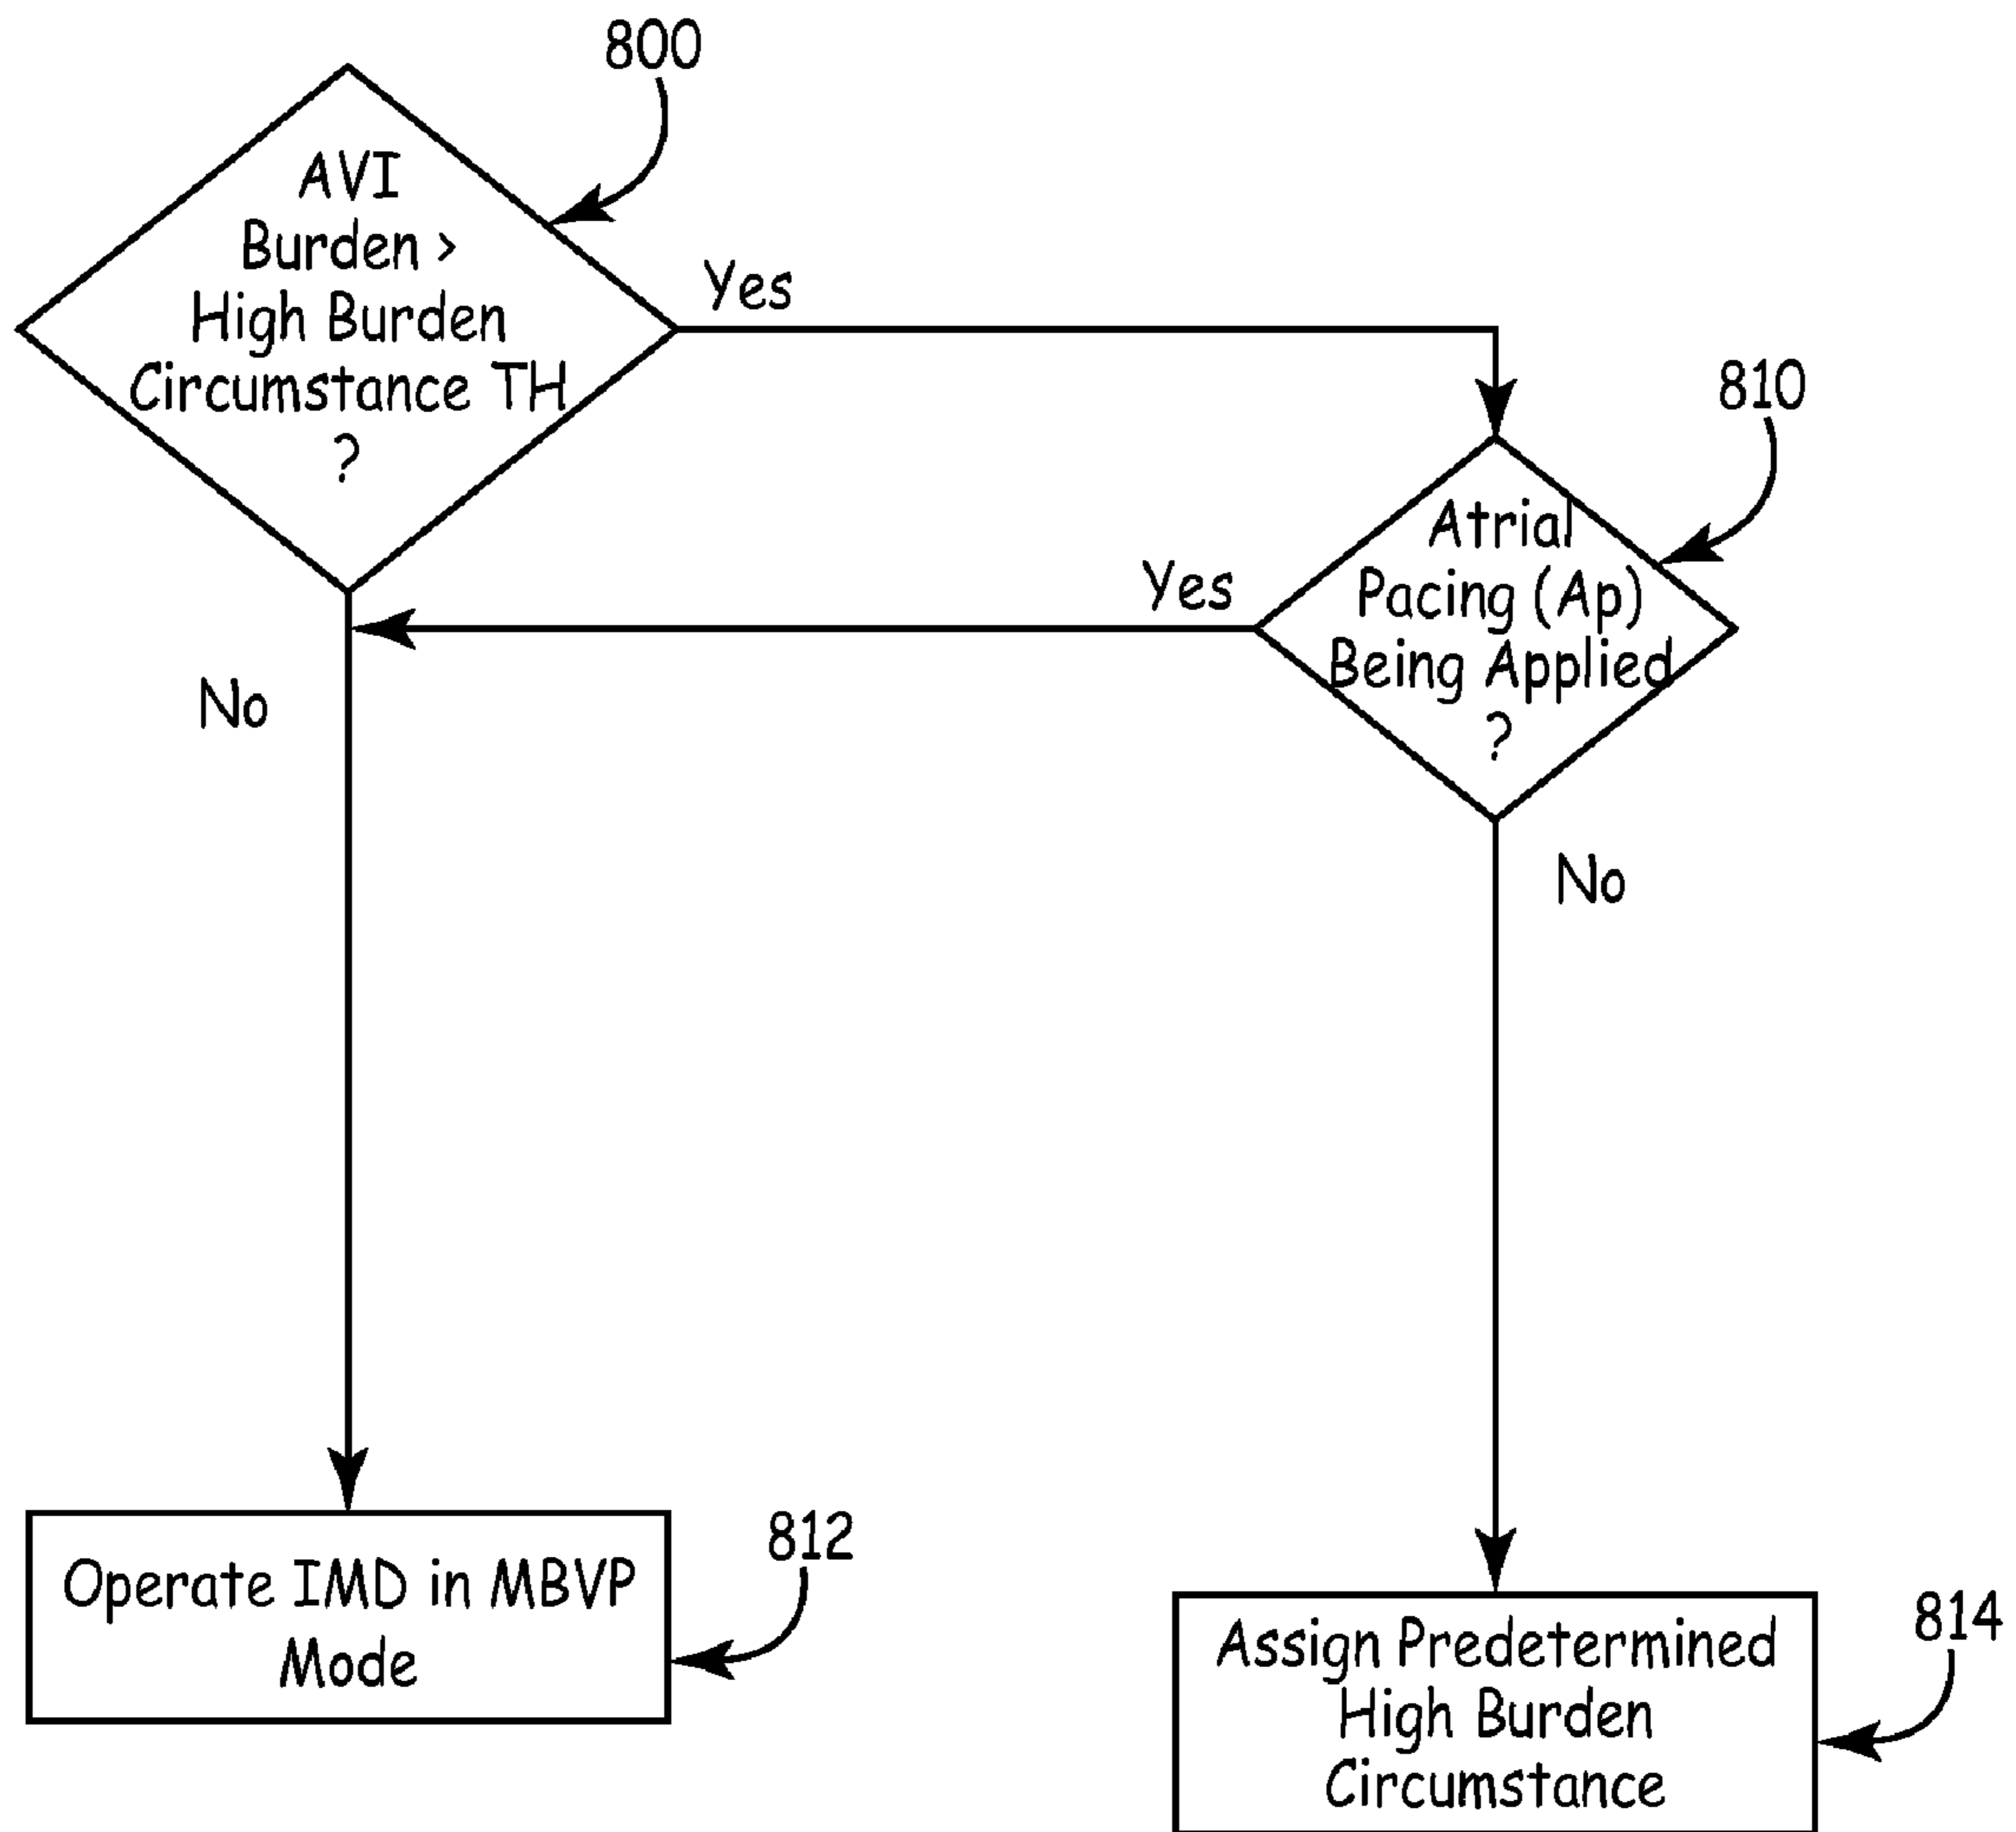 800
AVI
Burden >
High Burden
Circumstance TH
?
Yes
810
Atrial
Pacing (Ap)
Being Applied
?
Yes
No
No
812
Operate IMD in MBVP
Mode
814
Assign Predetermined
High Burden
Circumstance